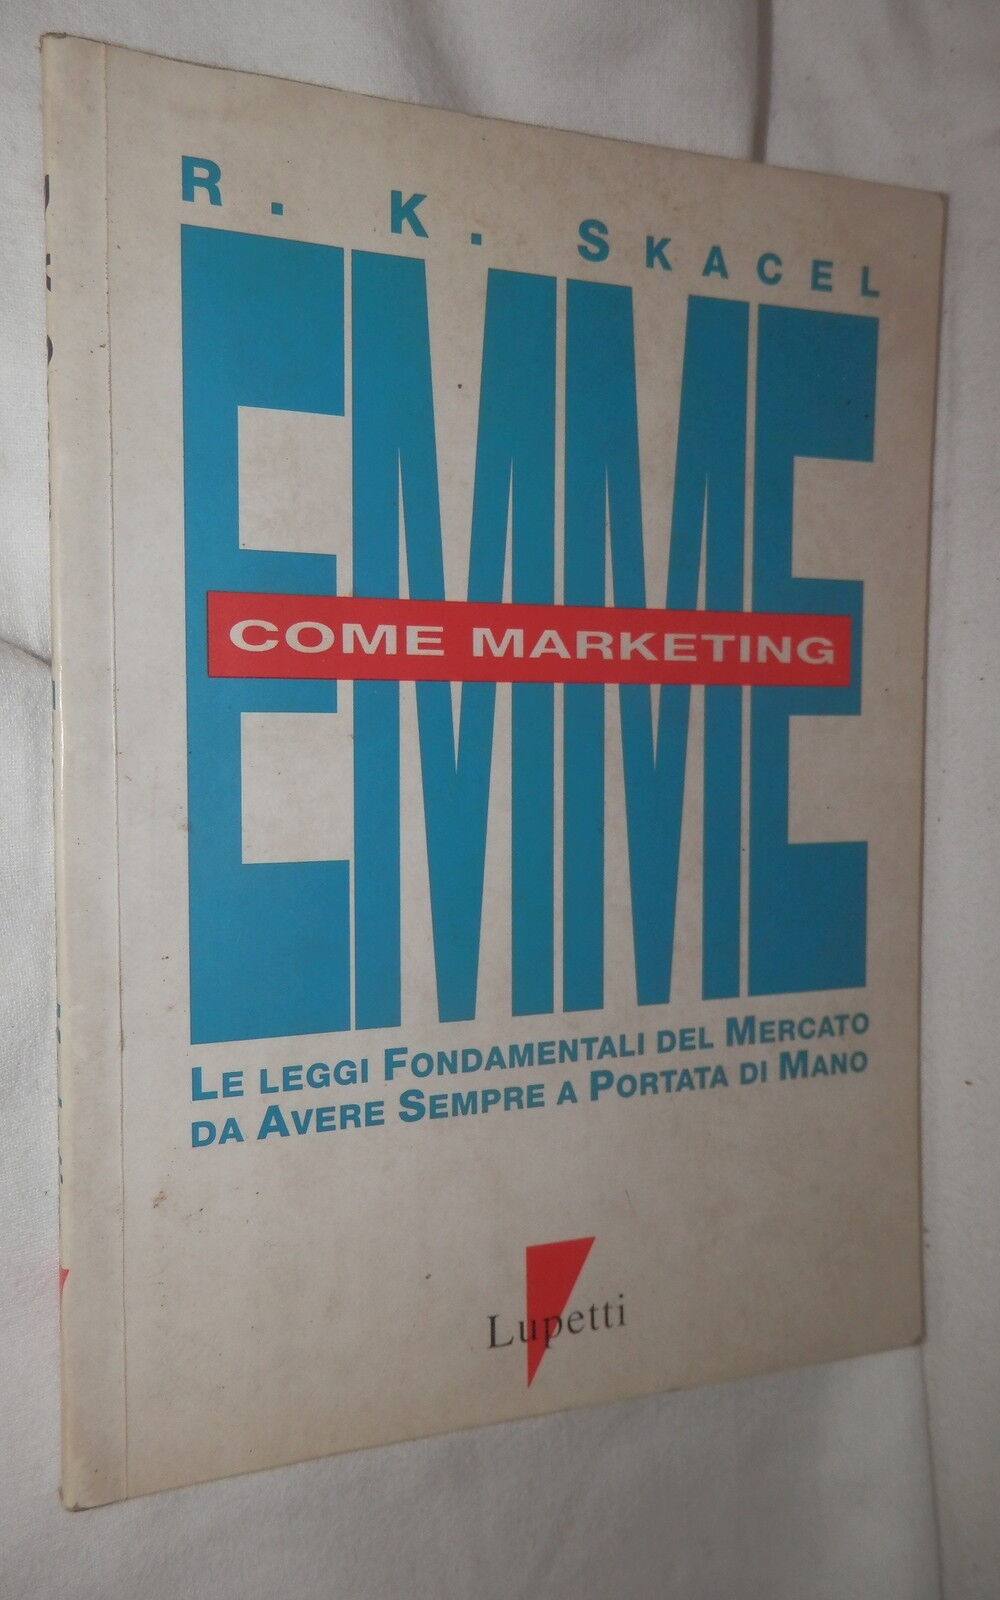 R. K. SKACEL
EMME
COME MARKETING
LE LEGGI FONDAMENTALI DEL MERCATO
DA AVERE SEMPRE A PORTATA DI MANO
Lupetti